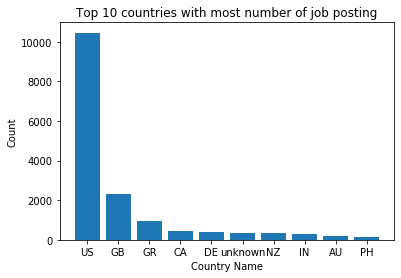 Top 10 countries with most number of job posting
10000
8000
6000
4000
2000
0
Count
US GB GR CA DE unknown NZ IN AU PH
Country Name